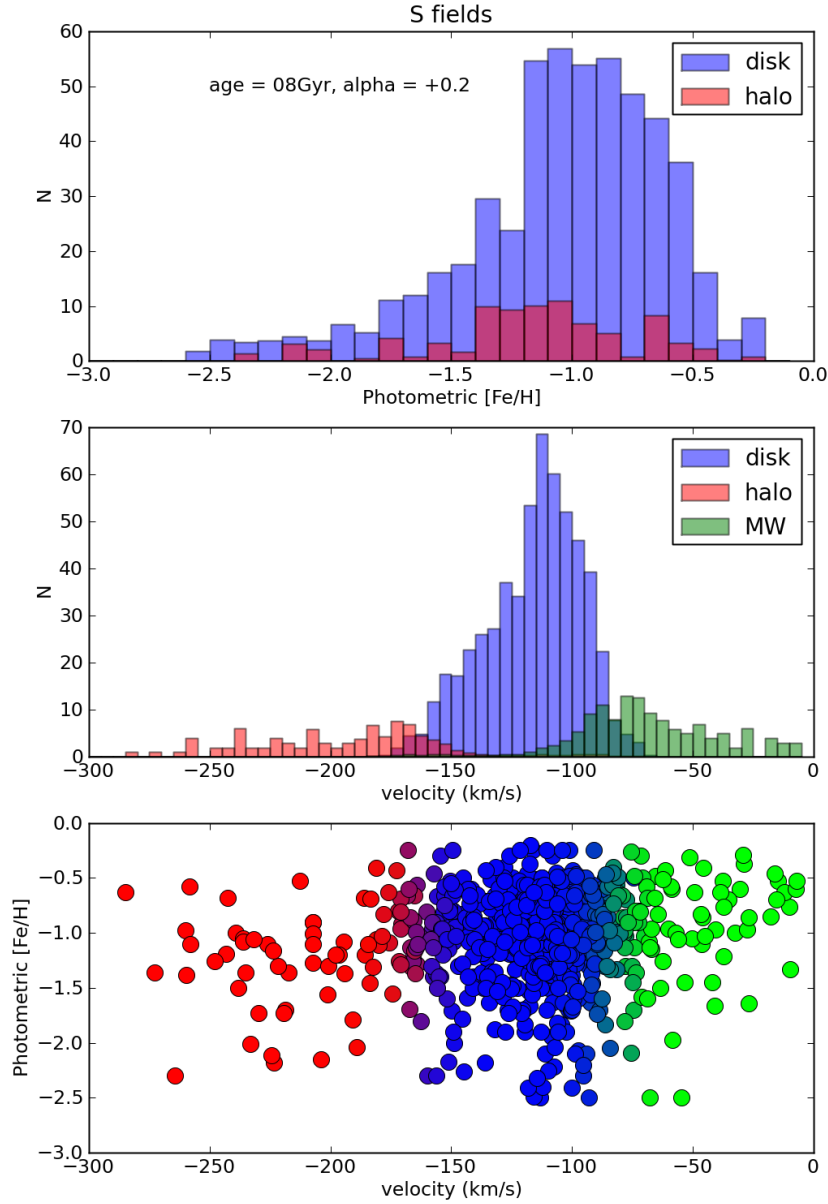 S fields
60
50
40
30
20
10
0
N
age = 08Gyr, alpha = +0.2
disk
halo
−3.0 −2.5 −2.0 −1.5 −1.0 −0.5 0.0
Photometric [Fe/H]
70
60
50
40
30
20
10
0
N
disk
halo
MW
−300 −250 −200 −150 −100 −50 0
velocity (km/s)
0.0
−0.5
−1.0
−1.5
−2.0
−2.5
−3.0
Photometric [Fe/H]
−300 −250 −200 −150 −100 −50 0
velocity (km/s)